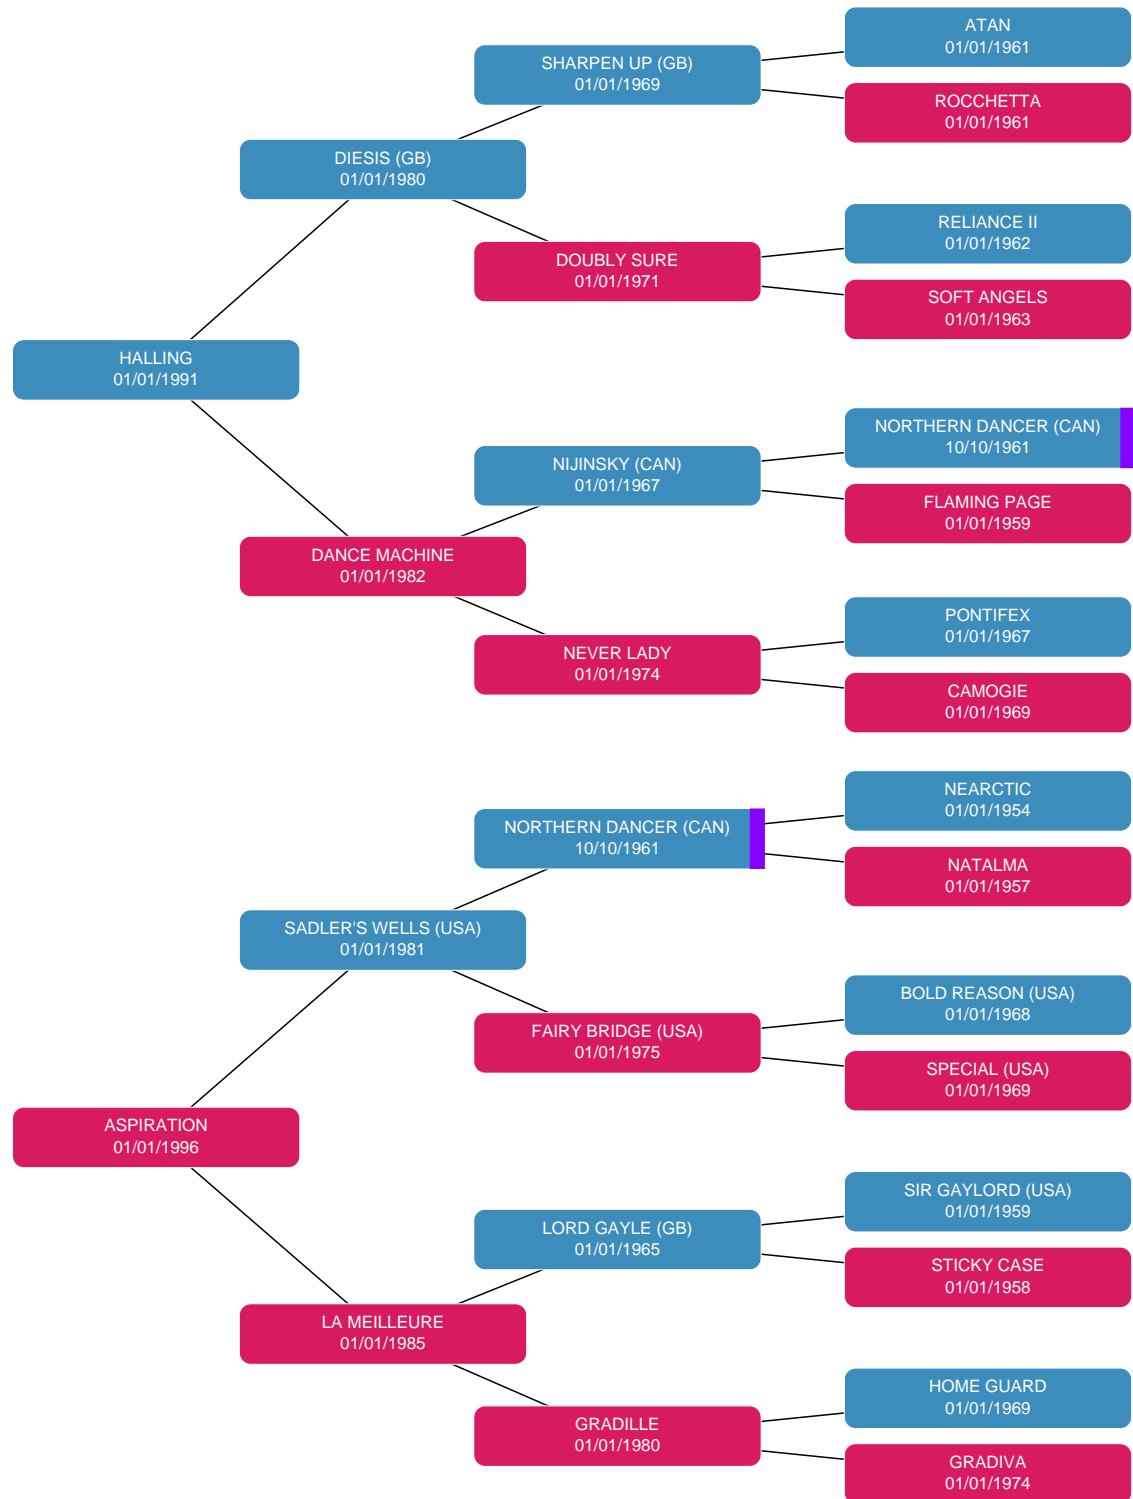 ATAN
01/01/1961
SHARPEN UP (GB)
01/01/1969
ROCCHETTA
01/01/1961
DIESIS (GB)
01/01/1980
RELIANCE II
01/01/1962
DOUBLY SURE
01/01/1971
SOFT ANGELS
01/01/1963
HALLING
01/01/1991
NORTHERN DANCER (CAN)
10/10/1961
NIJINSKY (CAN)
01/01/1967
FLAMING PAGE
01/01/1959
DANCE MACHINE
01/01/1982
PONTIFEX
01/01/1967
NEVER LADY
01/01/1974
CAMOGIE
01/01/1969
NEARCTIC
01/01/1954
NORTHERN DANCER (CAN)
10/10/1961
NATALMA
01/01/1957
SADLER'S WELLS (USA)
01/01/1981
BOLD REASON (USA)
01/01/1968
FAIRY BRIDGE (USA)
01/01/1975
SPECIAL (USA)
01/01/1969
ASPIRATION
01/01/1996
SIR GAYLORD (USA)
01/01/1959
LORD GAYLE (GB)
01/01/1965
STICKY CASE
01/01/1958
LA MEILLEURE
01/01/1985
HOME GUARD
01/01/1969
GRADILLE
01/01/1980
GRADIVA
01/01/1974